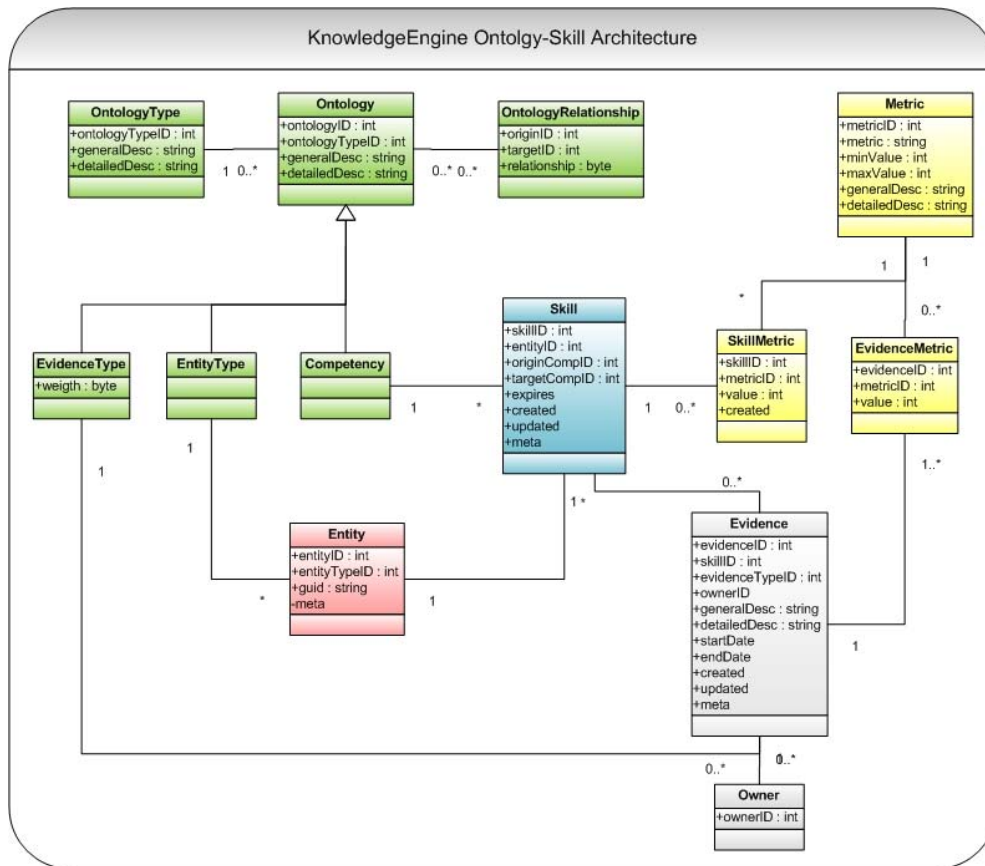 KnowledgeEngine Ontolgy-Skill Architecture
OntologyType
+ontologyTypeID : int
+generalDesc : string
+detailedDesc : string
1
0..*
Ontology
+ontologyID : int
+ontologyTypeID : int
+generalDesc : string
+detailedDesc : string
0..*
0..*
OntologyRelationship
+originID : int
+targetID : int
+relationship : byte
Metric
+metricID : int
+metric : string
+minValue : int
+maxValue : int
+generalDesc : string
+detailedDesc : string
1
1
*
0..*
EvidenceType
+weigth : byte
1
EntityType
1
Competency
1
*
Skill
+skillID : int
+entityID : int
+originCompID : int
+targetCompID : int
+expires
+created
+updated
+meta
1
0..*
SkillMetric
+skillID : int
+metricID : int
+value : int
+created
EvidenceMetric
+evidenceID : int
+metricID : int
+value : int
1..*
1
*
0..*
Entity
+entityID : int
+entityTypeID : int
+guid : string
-meta
*
1
Evidence
+evidenceID : int
+skillID : int
+evidenceTypeID : int
+ownerID
+generalDesc : string
+detailedDesc : string
+startDate
+endDate
+created
+updated
+meta
1
0..*
0..*
Owner
+ownerID : int